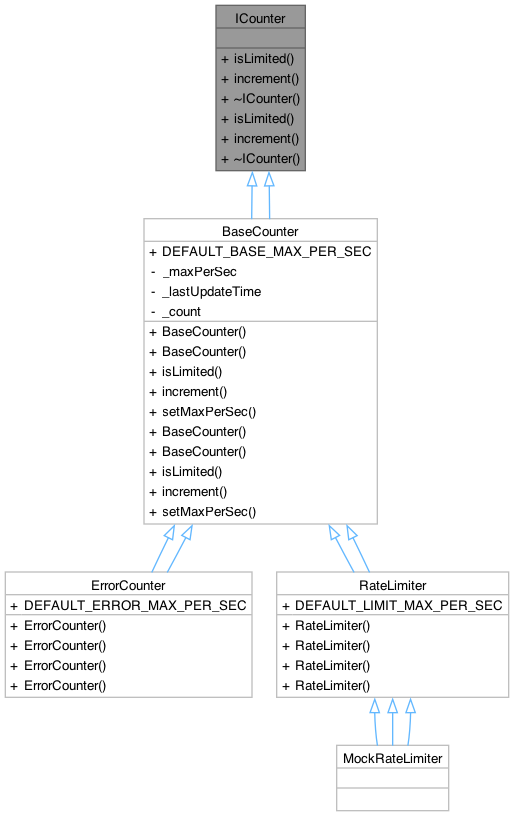 ICounter
+ isLimited()
+ increment()
+ ~ICounter()
+ isLimited()
+ increment()
+ ~ICounter()
BaseCounter
+ DEFAULT_BASE_MAX_PER_SEC
- _maxPerSec
- _lastUpdateTime
- _count
+ BaseCounter()
+ BaseCounter()
+ isLimited()
+ increment()
+ setMaxPerSec()
+ BaseCounter()
+ BaseCounter()
+ isLimited()
+ increment()
+ setMaxPerSec()
ErrorCounter
+ DEFAULT_ERROR_MAX_PER_SEC
+ ErrorCounter()
+ ErrorCounter()
+ ErrorCounter()
+ ErrorCounter()
RateLimiter
+ DEFAULT_LIMIT_MAX_PER_SEC
+ RateLimiter()
+ RateLimiter()
+ RateLimiter()
+ RateLimiter()
MockRateLimiter